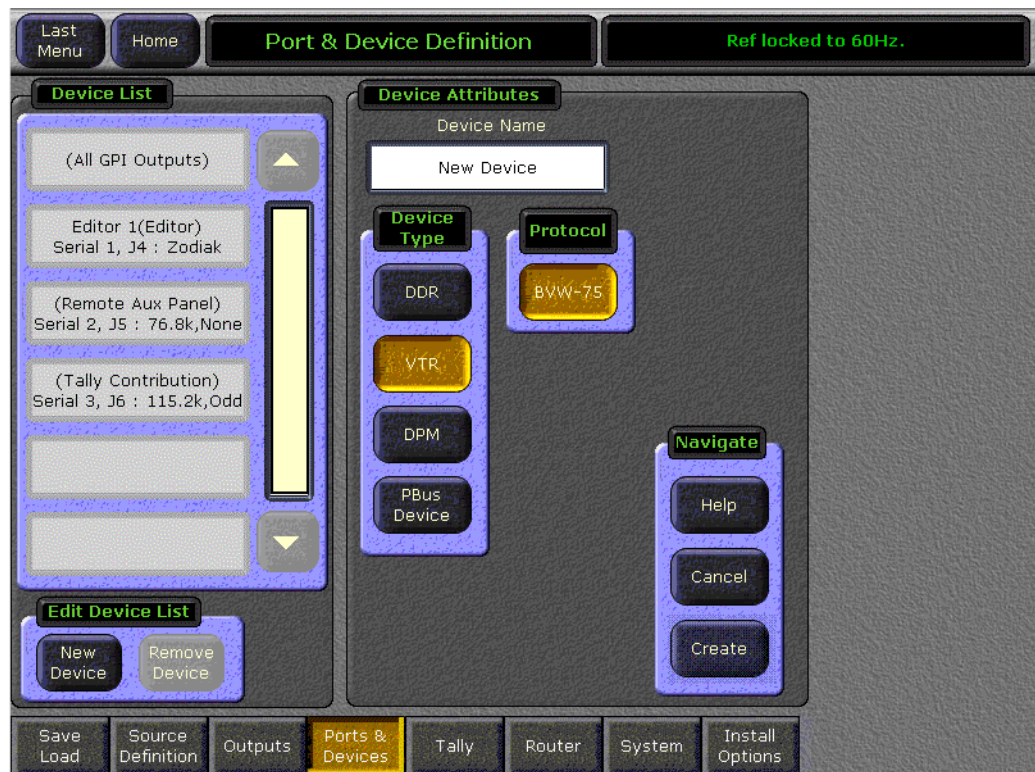 Last
Menu
Home
Port & Device Definition
Ref locked to 60Hz.
Device List
(All GPI Outputs)
Editor 1(Editor)
Serial 1, J4 : Zodiak
(Remote Aux Panel)
Serial 2, J5 : 76.8k,None
(Tally Contribution)
Serial 3, J6 : 115.2k,Odd
Edit Device List
New
Device
Remove
Device
Device Attributes
Device Name
New Device
Device
Type
DDR
VTR
DPM
PBus
Device
Protocol
BVW-75
Navigate
Help
Cancel
Create
Save
Load
Source
Definition
Outputs
Ports &
Devices
Tally
Router
System
Install
Options